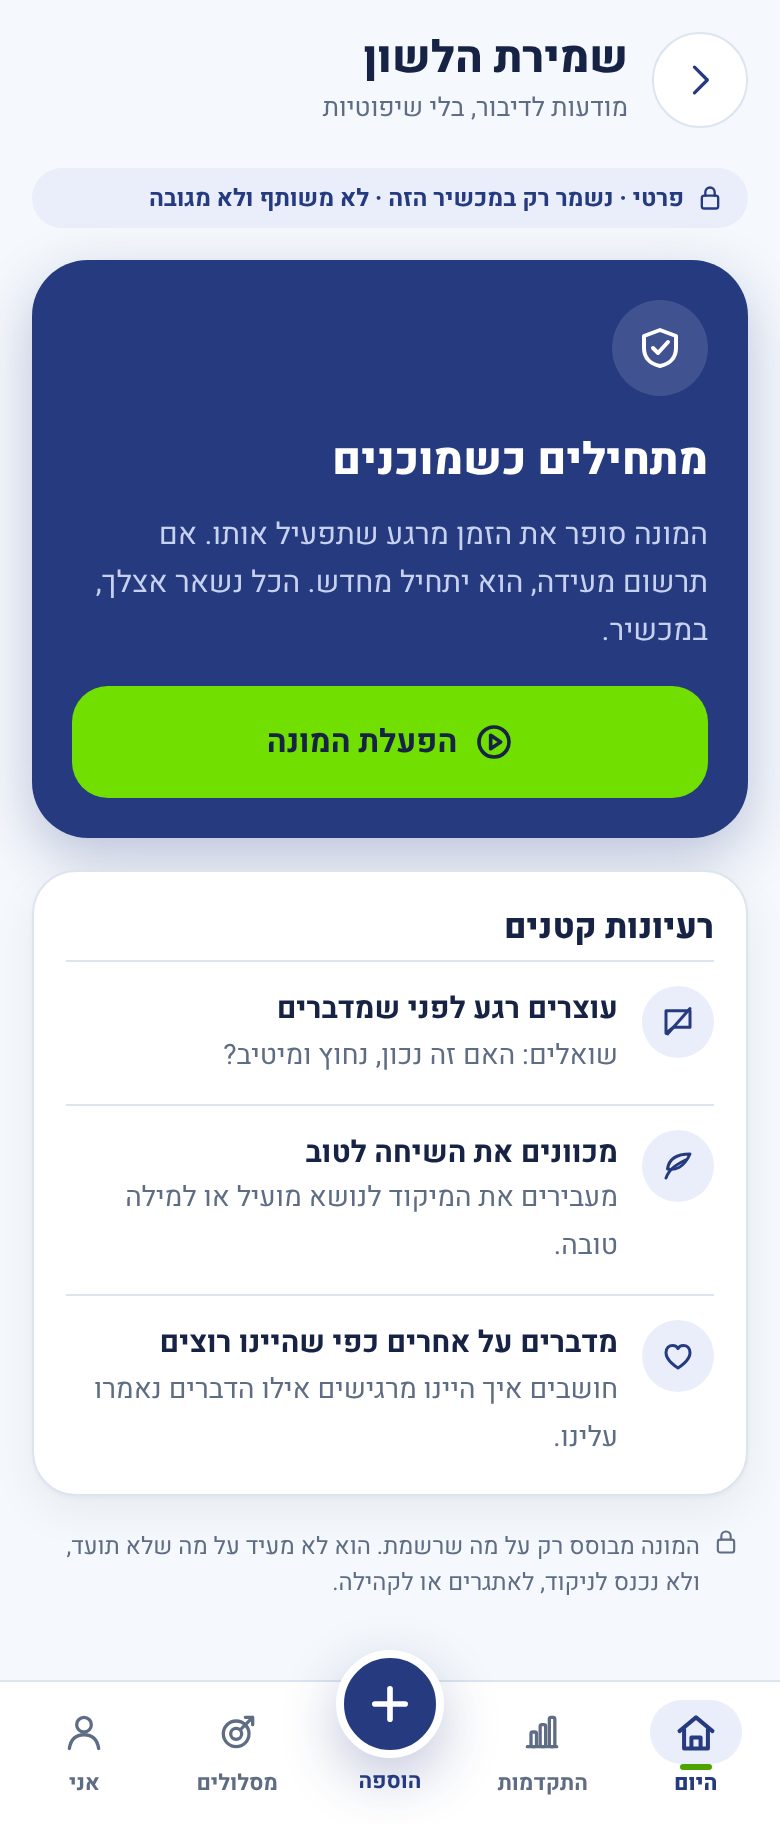 שמירת הלשון
מודעות לדיבור, בלי שיפוטיות
פרטי · נשמר רק במכשיר הזה · לא משותף ולא מגובה
מתחילים כשמוכנים
המונה סופר את הזמן מרגע שתפעיל אותו. אם
תרשום מעידה, הוא יתחיל מחדש. הכל נשאר אצלך,
במכשיר.
הפעלת המונה
רעיונות קטנים
עוצרים רגע לפני שמדברים
שואלים: האם זה נכון, נחוץ ומיטיב?
מכוונים את השיחה לטוב
מעבירים את המיקוד לנושא מועיל או למילה
טובה.
מדברים על אחרים כפי שהיינו רוצים
חושבים איך היינו מרגישים אילו הדברים נאמרו
עלינו.
המונה מבוסס רק על מה שרשמת. הוא לא מעיד על מה שלא תועד,
ולא נכנס לניקוד, לאתגרים או לקהילה.
היום
התקדמות
הוספה
מסלולים
אני